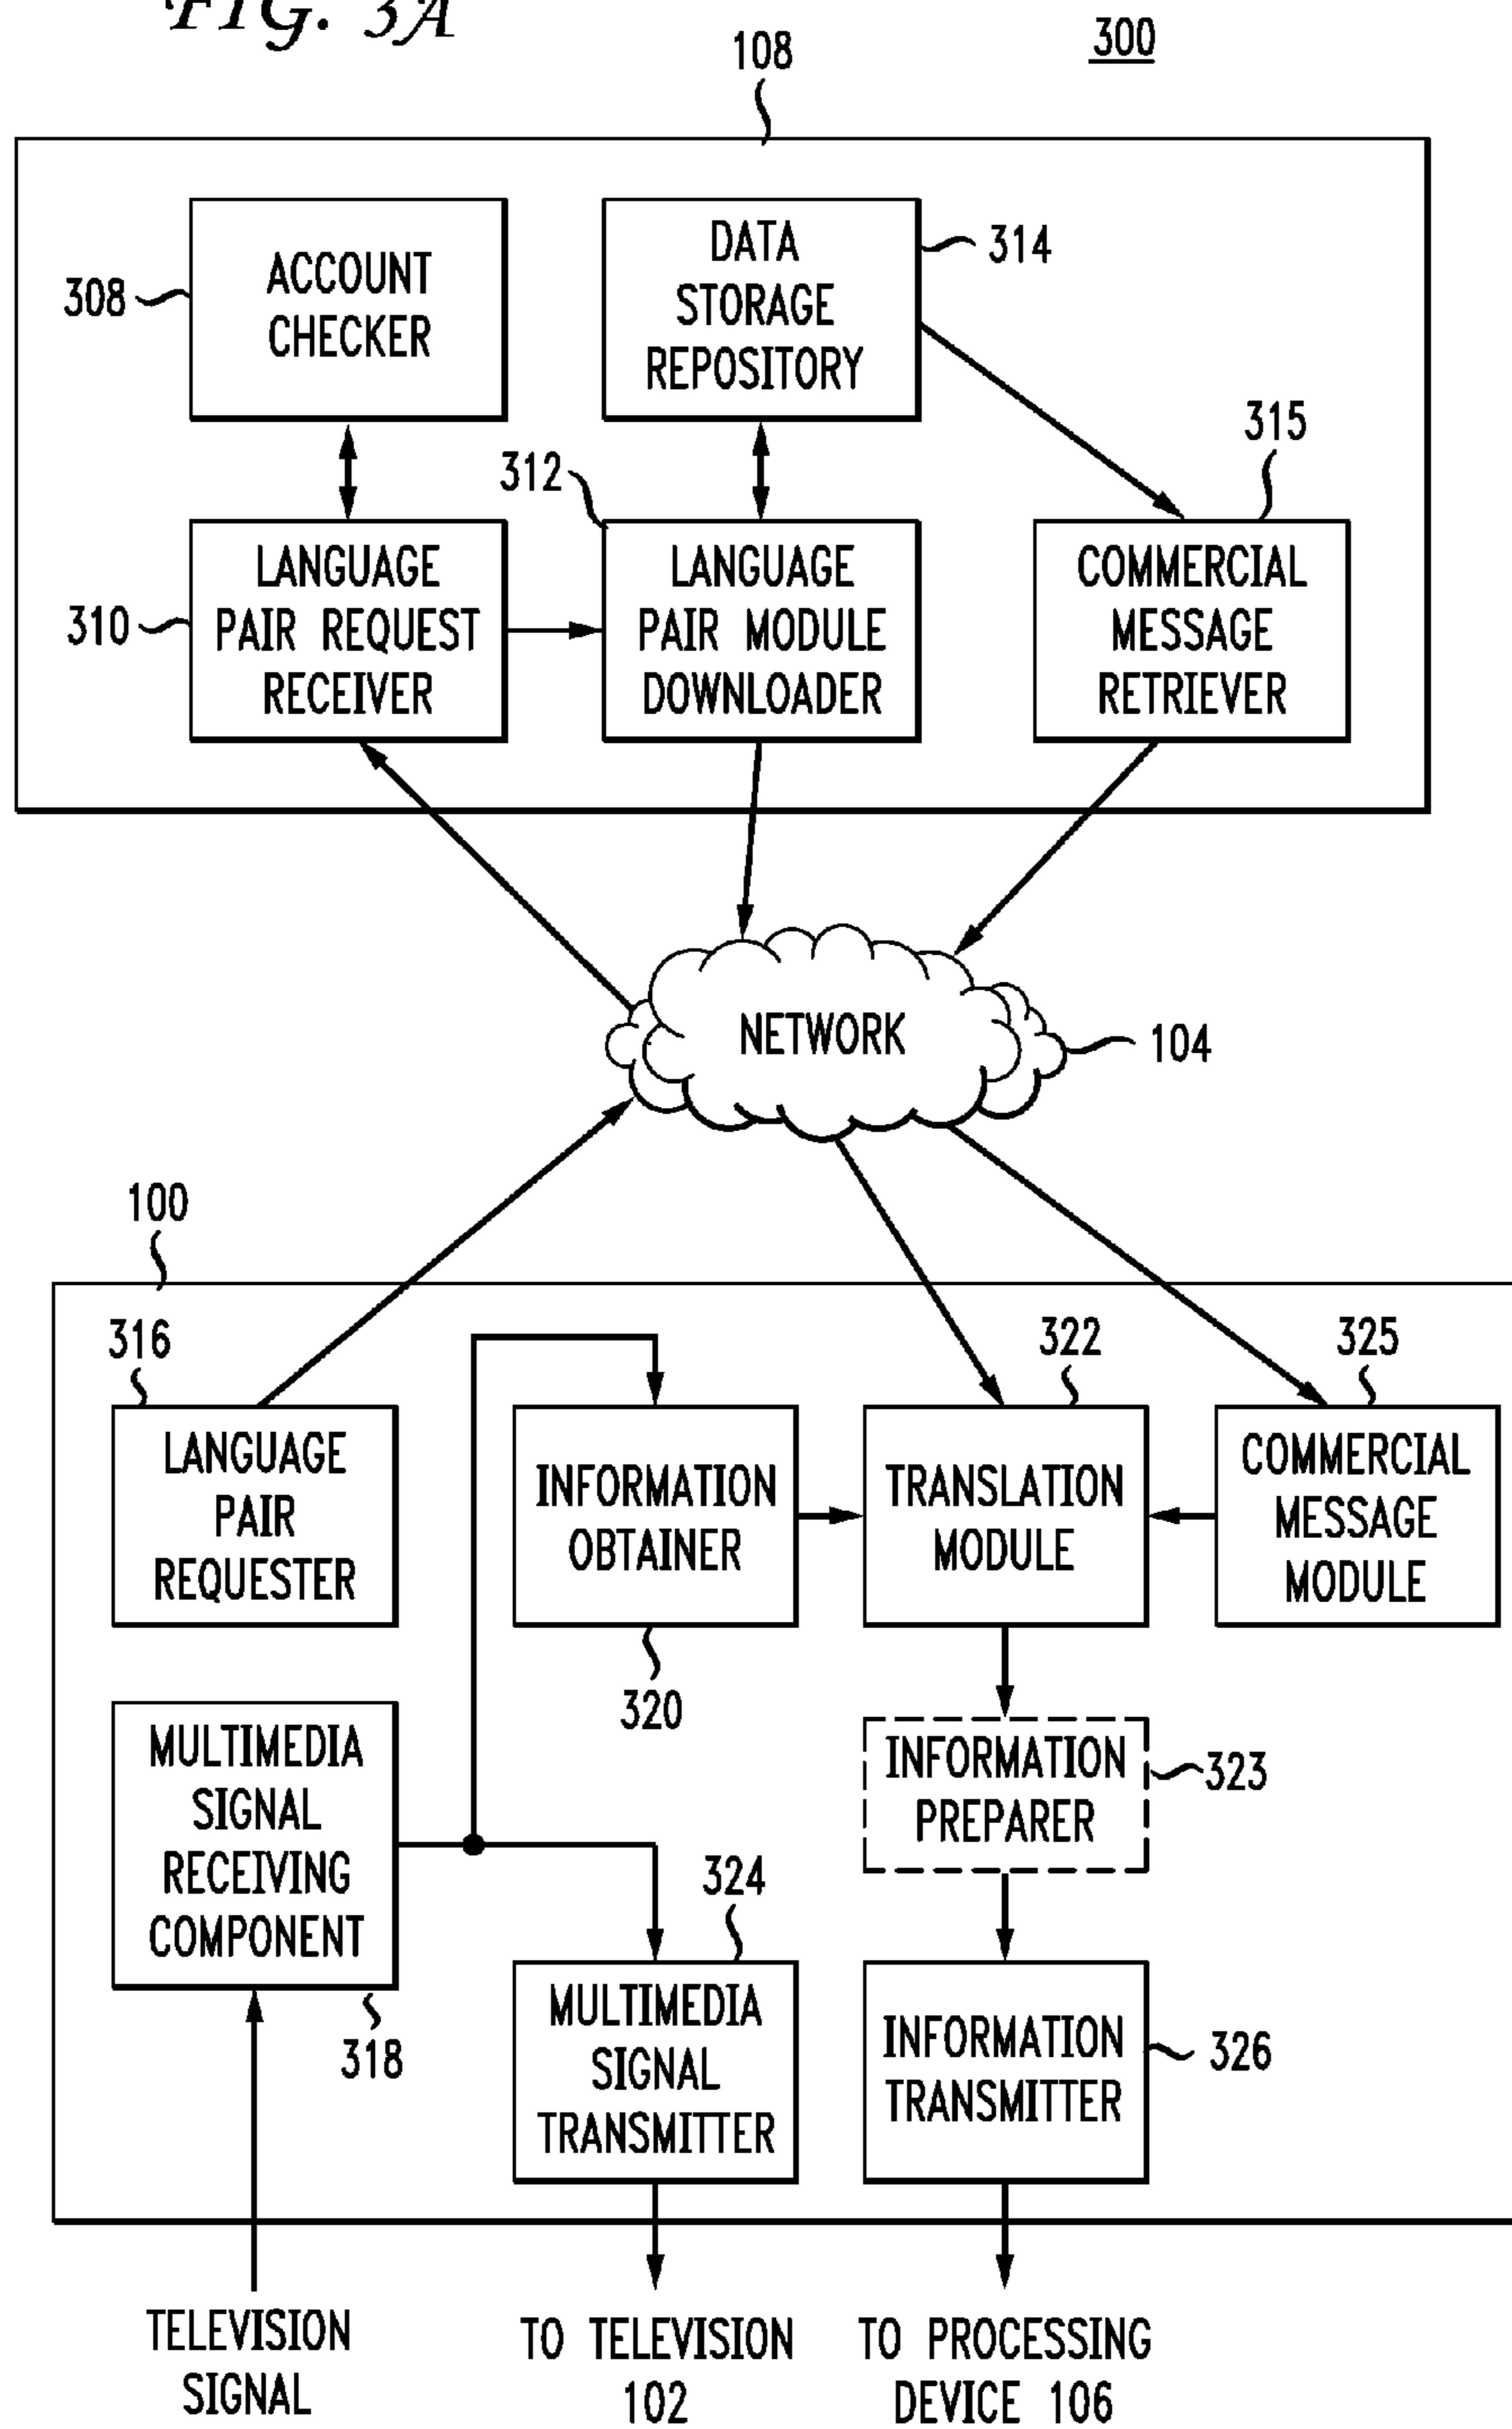 FIG. 3A
300
108
308
ACCOUNT
CHECKER
DATA
STORAGE
REPOSITORY
314
312
315
310
LANGUAGE
PAIR REQUEST
RECEIVER
LANGUAGE
PAIR MODULE
DOWNLOADER
COMMERCIAL
MESSAGE
RETRIEVER
NETWORK
104
100
316
322
325
LANGUAGE
PAIR
REQUESTER
INFORMATION
OBTAINER
TRANSLATION
MODULE
COMMERCIAL
MESSAGE
MODULE
320
MULTIMEDIA
SIGNAL
RECEIVING
COMPONENT
INFORMATION
PREPARER
323
324
318
MULTIMEDIA
SIGNAL
TRANSMITTER
INFORMATION
TRANSMITTER
326
TELEVISION
SIGNAL
TO TELEVISION
102
TO PROCESSING
DEVICE 106